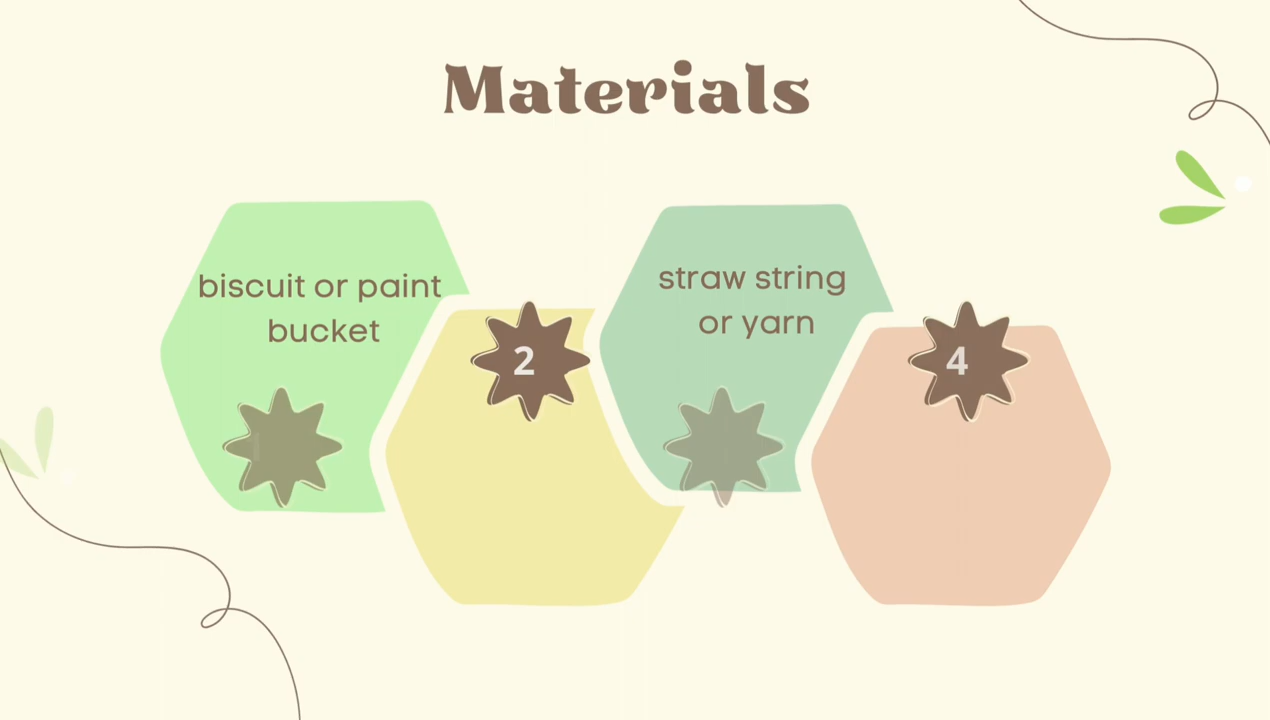 Materials
biscuit or paint
bucket
straw string
or yarn
2
4